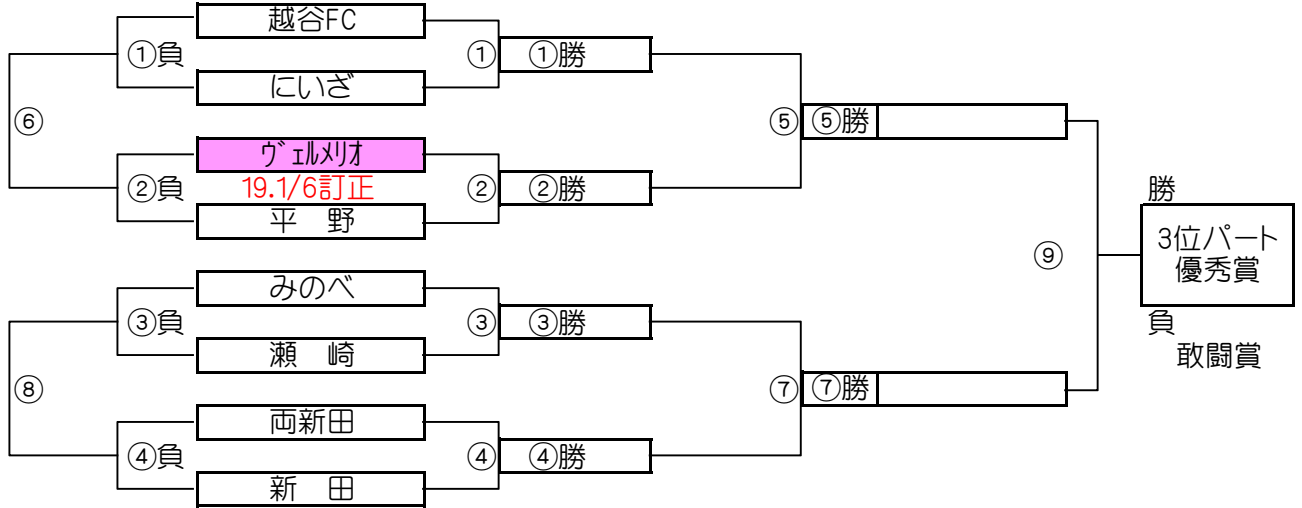 越谷FC
①負 ① ①勝
にいざ
⑥ ⑤ ⑤勝
ヴェルメリオ
②負 19.1/6訂正 ② ②勝
平 野
勝
⑨ 3位パート
優秀賞
みのべ
③負 ③ ③勝
負
敢闘賞
瀬 崎
⑧ ⑦ ⑦勝
両新田
④負 ④ ④勝
新 田